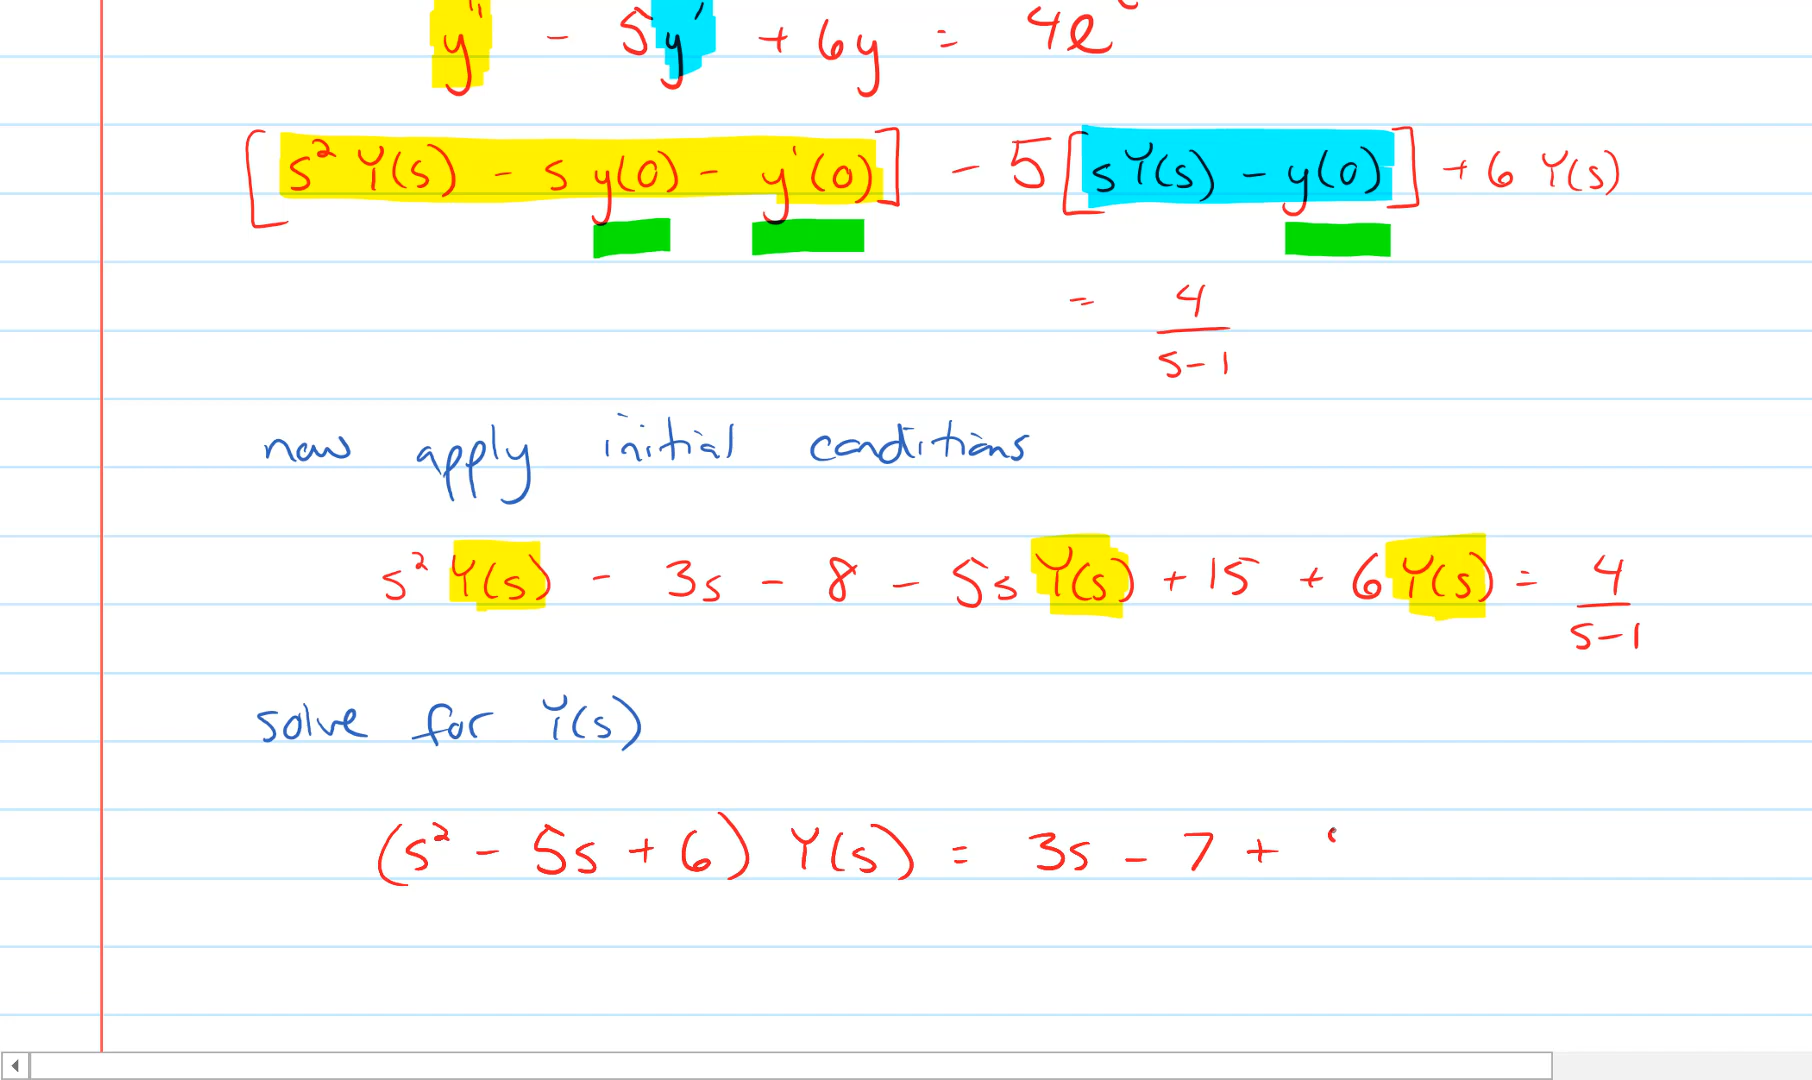 y'' - 5y' + 6y = 4e
[s² Y(s) - s y(0) - y'(0)] - 5[sY(s) - y(0)] + 6 Y(s)
= 4/(s-1)
now apply initial conditions
s² Y(s) - 3s - 8 - 5s Y(s) + 15 + 6 Y(s) = 4/(s-1)
solve for Y(s)
(s² - 5s + 6) Y(s) = 3s - 7 +